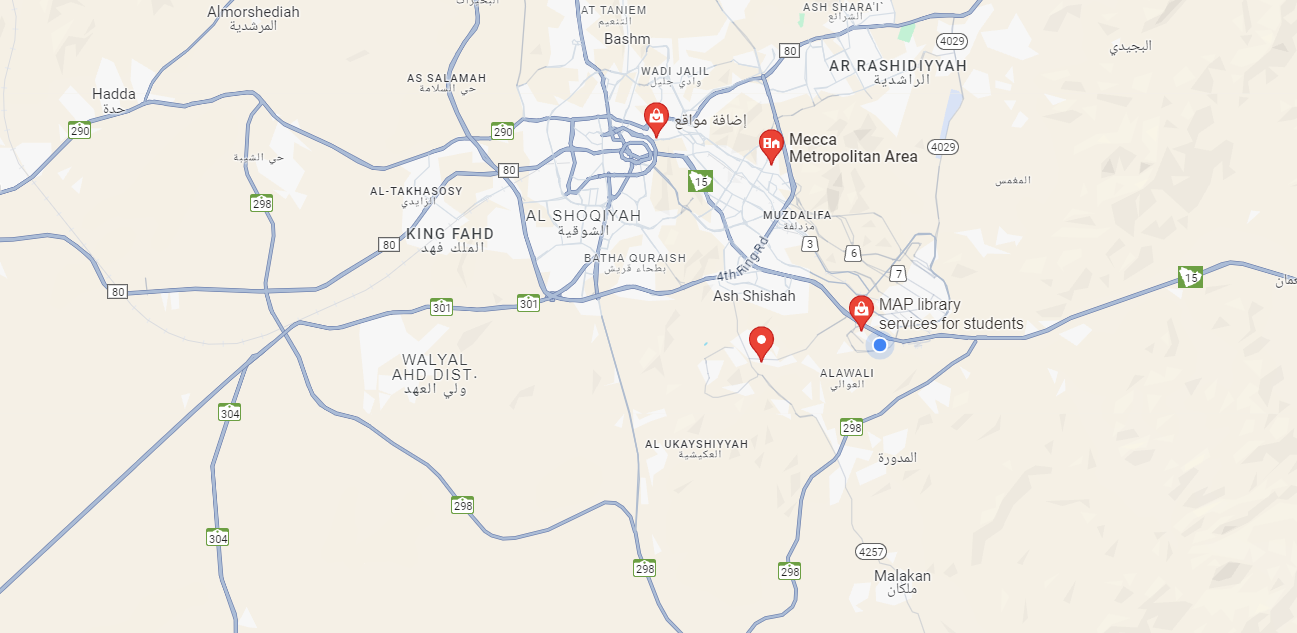 Almorshediah
المرشدية
AT TANIEM
التنعيم
Bashm
ASH SHARA'I'
الشرائع
80
4029
البجيدي
AR RASHIDIYYAH
الراشدية
WADI JALIL
وادي جليل
AS SALAMAH
حي السلامة
Hadda
حدة
290
290
إضافة مواقع
Mecca
Metropolitan Area
4029
حي الشبة
80
15
المغمس
AL-TAKHASOSY
الزايدي
298
AL SHOQIYAH
الشوقية
MUZDALIFA
مزدلفة
KING FAHD
الملك فهد
80
3
6
7
BATHA QURAISH
بطحاء قريش
4th Ring Rd
15
80
301
301
Ash Shishah
MAP library
services for students
WALYAL
AHD DIST.
ولي العهد
ALAWALI
العوالي
304
298
AL UKAYSHIYYAH
العكيشية
المدورة
298
304
4257
298
298
Malakan
ملكان